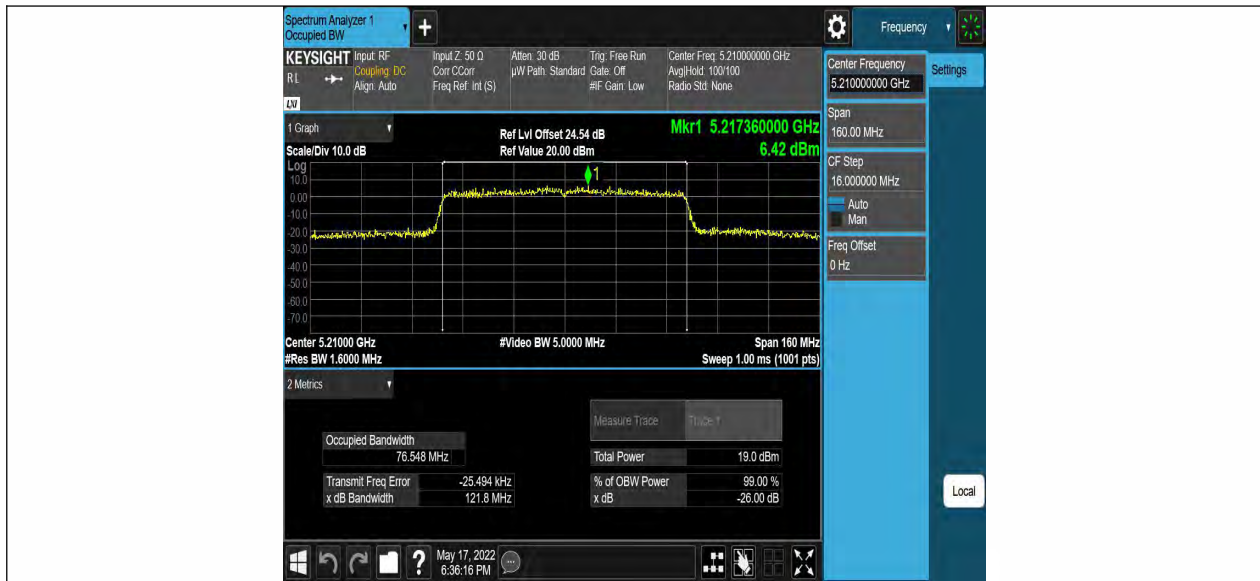 Spectrum Analyzer 1
Occupied BW
+
Frequency
KEYSIGHT
RL
LXI
Input: RF
Coupling: DC
Align: Auto
Input Z: 50 Ω
Corr CCorr
Freq Ref: Int (S)
Atten: 30 dB
µW Path: Standard
Trig: Free Run
Gate: Off
#IF Gain: Low
Center Freq: 5.210000000 GHz
Avg|Hold: 100/100
Radio Std: None
Center Frequency
5.210000000 GHz
Settings
Span
160.00 MHz
CF Step
16.000000 MHz
Auto
Man
Freq Offset
0 Hz
1 Graph
Scale/Div 10.0 dB
Ref Lvl Offset 24.54 dB
Ref Value 20.00 dBm
Mkr1 5.217360000 GHz
6.42 dBm
Log
10.0
0.00
-10.0
-20.0
-30.0
-40.0
-50.0
-60.0
-70.0
1
Center 5.21000 GHz
#Res BW 1.6000 MHz
#Video BW 5.0000 MHz
Span 160 MHz
Sweep 1.00 ms (1001 pts)
2 Metrics
Measure Trace Trace 1
Occupied Bandwidth
76.548 MHz
Total Power 19.0 dBm
Transmit Freq Error -25.494 kHz
x dB Bandwidth 121.8 MHz
% of OBW Power 99.00 %
x dB -26.00 dB
Local
?
May 17, 2022
6:36:16 PM